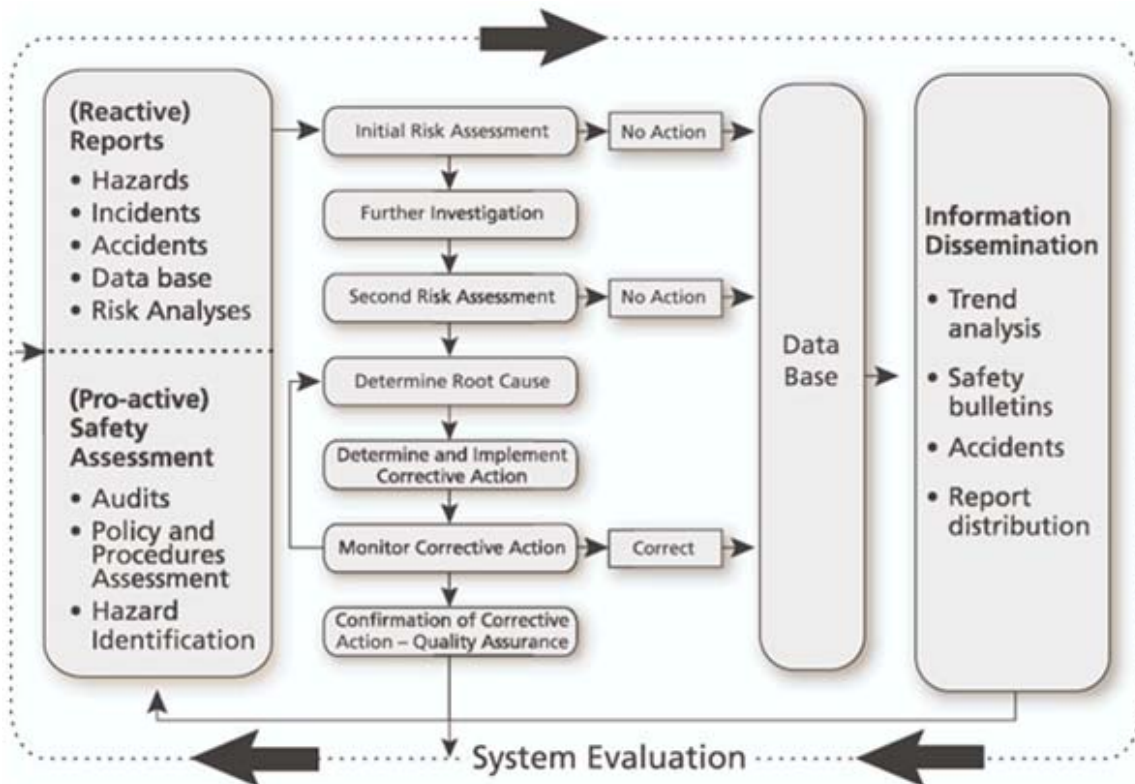 (Reactive)
Reports
• Hazards
• Incidents
• Accidents
• Data base
• Risk Analyses
(Pro-active)
Safety
Assessment
• Audits
• Policy and
Procedures
Assessment
• Hazard
Identification
Initial Risk Assessment
No Action
Further Investigation
Second Risk Assessment
No Action
Determine Root Cause
Determine and Implement
Corrective Action
Monitor Corrective Action
Correct
Confirmation of Corrective
Action – Quality Assurance
Data
Base
Information
Dissemination
• Trend
analysis
• Safety
bulletins
• Accidents
• Report
distribution
System Evaluation